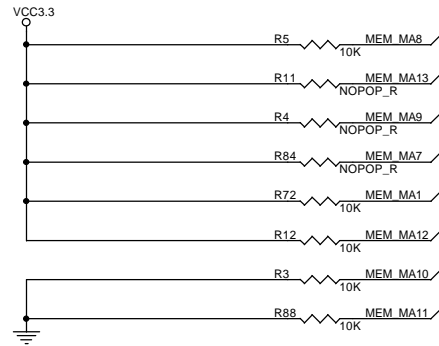 VCC3.3
R5 MEM_MA8
10K
R11 MEM_MA13
NOPOP_R
R4 MEM_MA9
NOPOP_R
R84 MEM_MA7
NOPOP_R
R72 MEM_MA1
10K
R12 MEM_MA12
10K
R3 MEM_MA10
10K
R88 MEM_MA11
10K